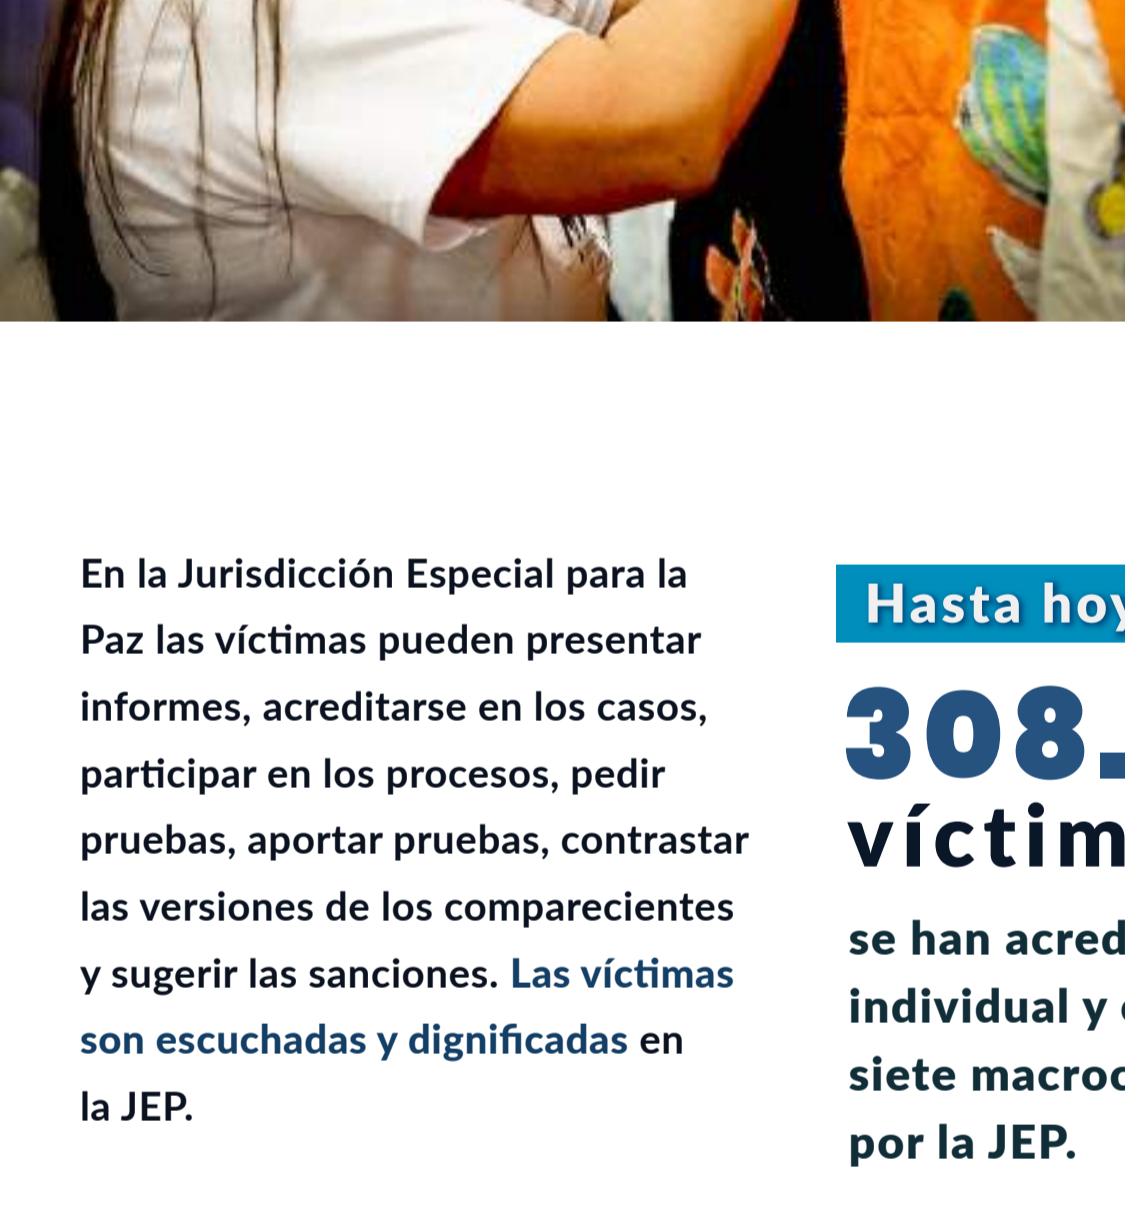 En la Jurisdicción Especial para la
Paz las víctimas pueden presentar
informes, acreditarse en los casos,
participar en los procesos, pedir
pruebas, aportar pruebas, contrastar
las versiones de los comparecientes
y sugerir las sanciones. Las víctimas
son escuchadas y dignificadas en
la JEP.
Hasta hoy
308.
se han
individual y
siete
por la JEP.